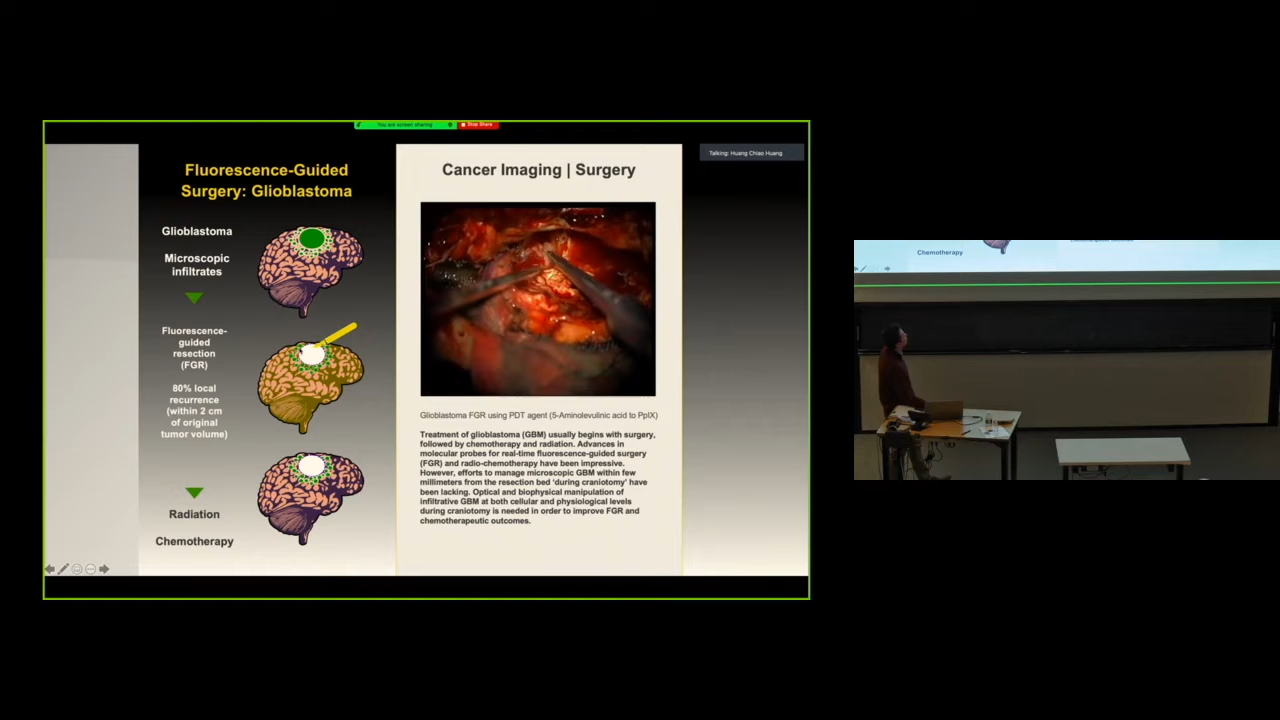 You are screen sharing
Stop Share
Talking: Huang Chiao Huang
Fluorescence-Guided
Surgery: Glioblastoma
Glioblastoma
Microscopic
infiltrates
Fluorescence-
guided
resection
(FGR)
80% local
recurrence
(within 2 cm
of original
tumor volume)
Radiation
Chemotherapy
Cancer Imaging | Surgery
Glioblastoma FGR using PDT agent (5-Aminolevulinic acid to PpIX)
Treatment of glioblastoma (GBM) usually begins with surgery,
followed by chemotherapy and radiation. Advances in
molecular probes for real-time fluorescence-guided surgery
(FGR) and radio-chemotherapy have been impressive.
However, efforts to manage microscopic GBM within few
millimeters from the resection bed 'during craniotomy' have
been lacking. Optical and biophysical manipulation of
infiltrative GBM at both cellular and physiological levels
during craniotomy is needed in order to improve FGR and
chemotherapeutic outcomes.
Chemotherapy